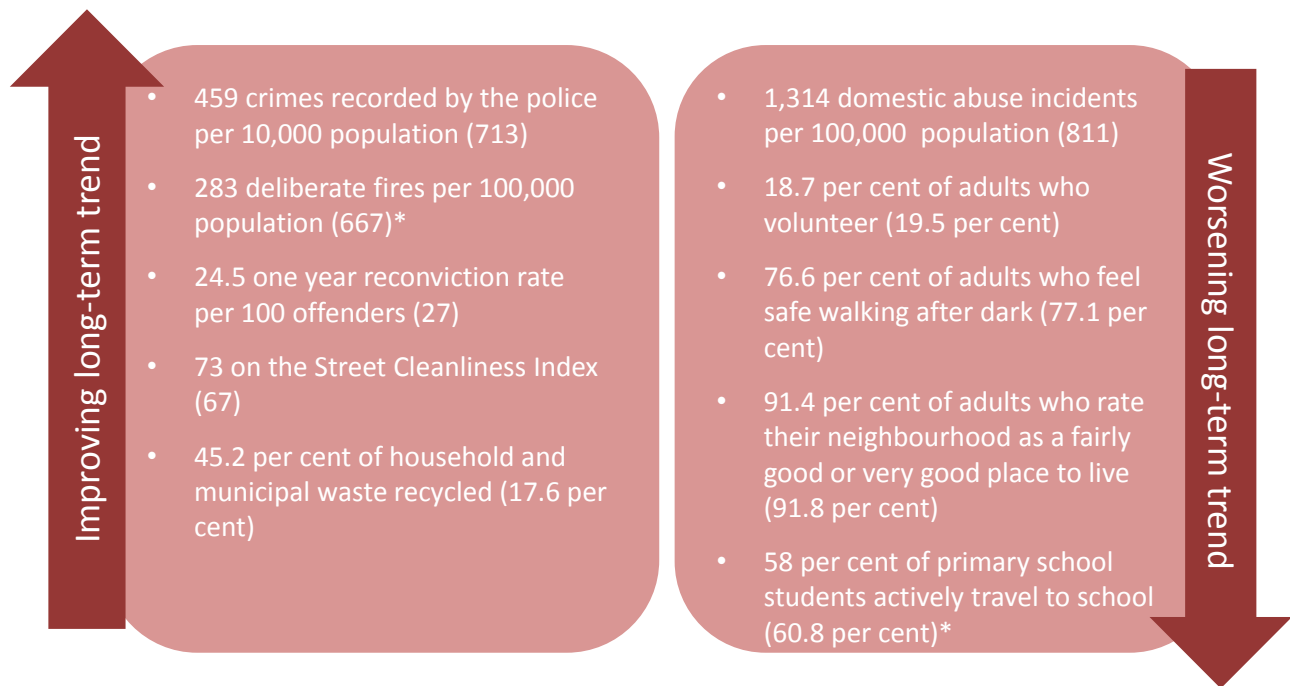 Improving long-term trend
• 459 crimes recorded by the police
per 10,000 population (713)
• 283 deliberate fires per 100,000
population (667)*
• 24.5 one year reconviction rate
per 100 offenders (27)
• 73 on the Street Cleanliness Index
(67)
• 45.2 per cent of household and
municipal waste recycled (17.6 per
cent)
• 1,314 domestic abuse incidents
per 100,000  population (811)
• 18.7 per cent of adults who
volunteer (19.5 per cent)
• 76.6 per cent of adults who feel
safe walking after dark (77.1 per
cent)
• 91.4 per cent of adults who rate
their neighbourhood as a fairly
good or very good place to live
(91.8 per cent)
• 58 per cent of primary school
students actively travel to school
(60.8 per cent)*
Worsening long-term trend